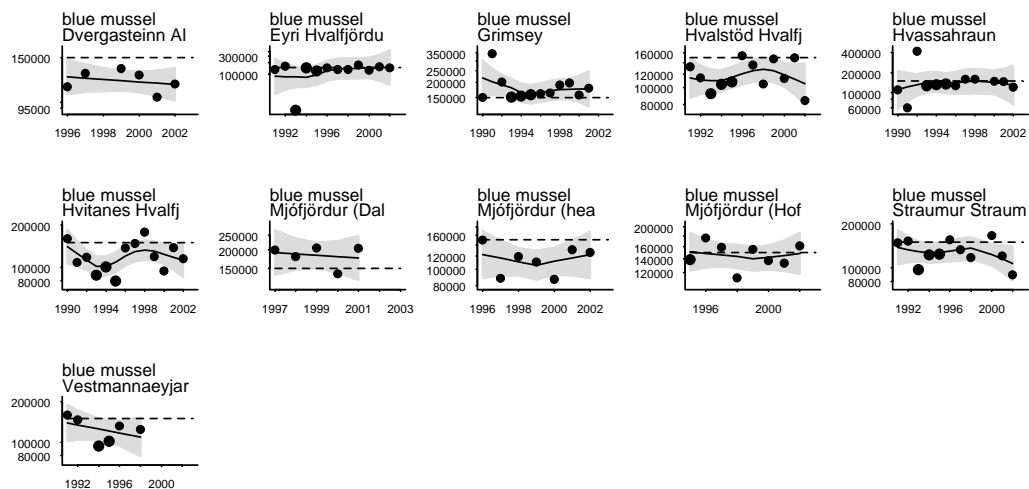 blue mussel
Dvergasteinn Al
150000
95000
1996 1998 2000 2002
blue mussel
Eyri Hvalfjördu
300000
100000
1992 1996 2000
blue mussel
Grimsey
350000
250000
200000
150000
1990 1994 1998 2002
blue mussel
Hvalstöd Hvalfj
160000
120000
100000
80000
1992 1996 2000
blue mussel
Hvassahraun
400000
200000
100000
60000
1990 1994 1998 2002
blue mussel
Hvitanes Hvalfj
200000
100000
80000
1990 1994 1998 2002
blue mussel
Mjófjördur (Dal
250000
200000
150000
1997 1999 2001 2003
blue mussel
Mjófjördur (hea
160000
120000
100000
80000
1996 1998 2000 2002
blue mussel
Mjófjördur (Hof
200000
160000
140000
120000
1996 2000
blue mussel
Straumur Straum
200000
100000
80000
1992 1996 2000
blue mussel
Vestmannaeyjar
200000
100000
80000
1992 1996 2000